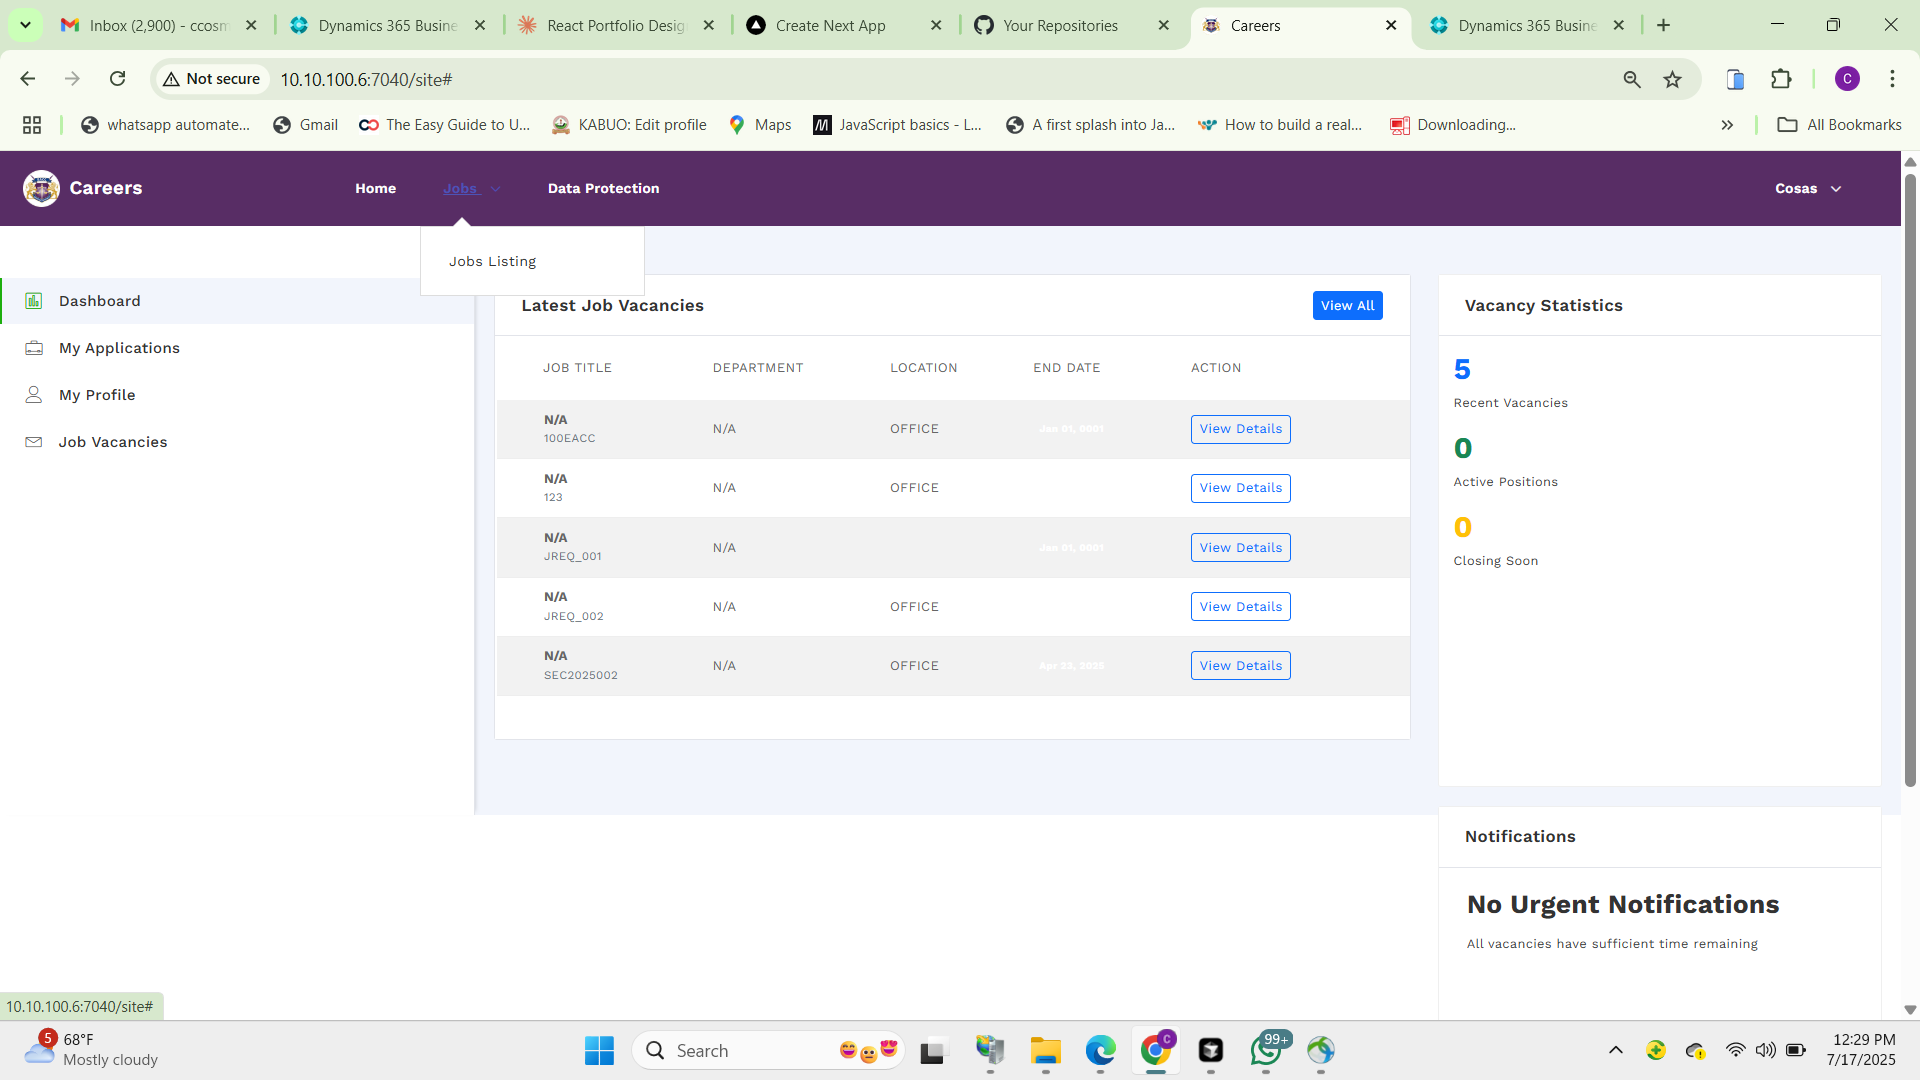 Inbox (2,900) - ccosm
Dynamics 365 Busine
React Portfolio Desig
Create Next App
Your Repositories
Careers
Dynamics 365 Busine
Not secure
10.10.100.6:7040/site#
whatsapp automate...
Gmail
The Easy Guide to U...
KABUO: Edit profile
Maps
JavaScript basics - L...
A first splash into Ja...
How to build a real...
Downloading...
All Bookmarks
C
Careers
Home
Jobs
Data Protection
Cosas
Jobs Listing
Dashboard
My Applications
My Profile
Job Vacancies
Latest Job Vacancies
View All
JOB TITLE DEPARTMENT LOCATION END DATE ACTION
N/A
100EACC
N/A OFFICE Jan 01, 0001 View Details
N/A
123
N/A OFFICE View Details
N/A
JREQ_001
N/A Jan 01, 0001 View Details
N/A
JREQ_002
N/A OFFICE View Details
N/A
SEC2025002
N/A OFFICE Apr 23, 2025 View Details
Vacancy Statistics
5
Recent Vacancies
0
Active Positions
0
Closing Soon
Notifications
No Urgent Notifications
All vacancies have sufficient time remaining
10.10.100.6:7040/site#
5
68°F
Mostly cloudy
Search
C
99+
12:29 PM
7/17/2025